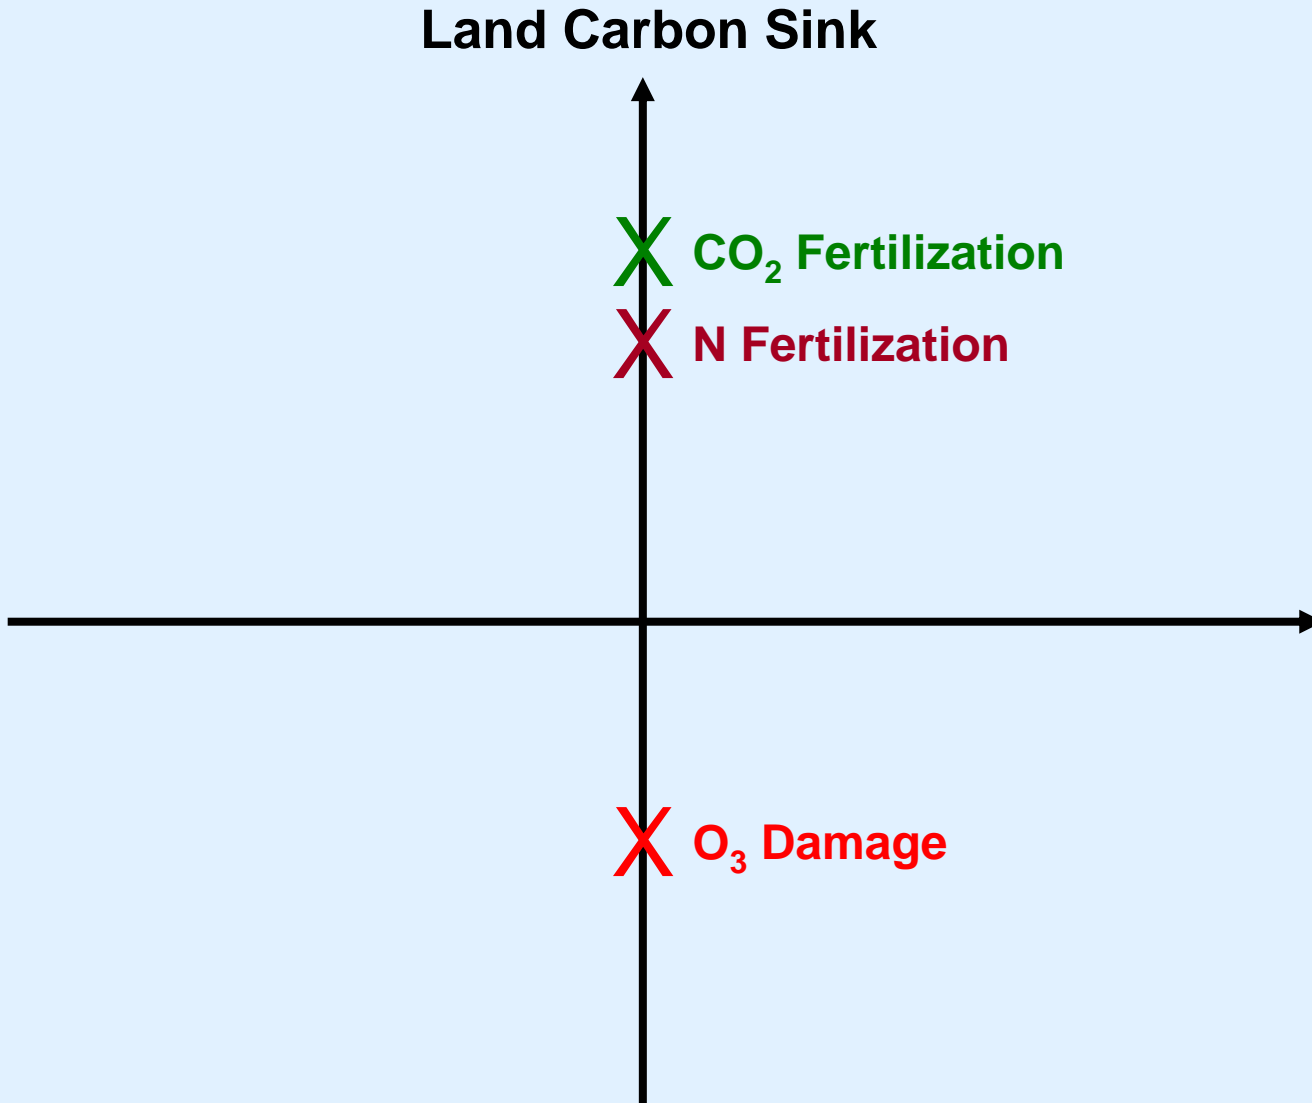 Land Carbon Sink
X CO₂ Fertilization
X N Fertilization
X O₃ Damage